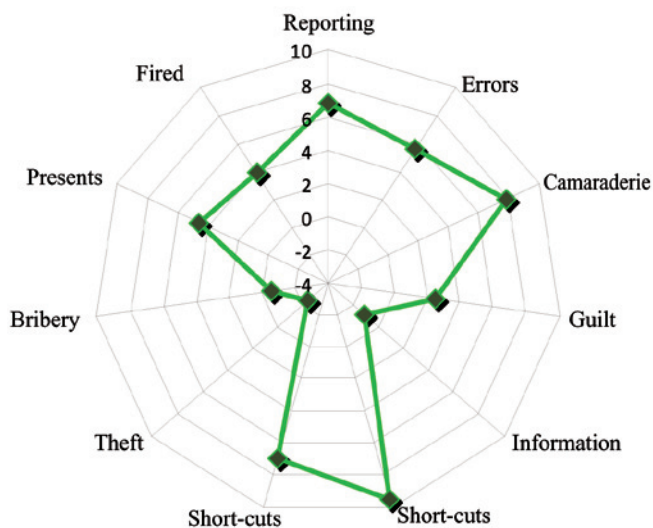 Reporting
10
8
6
4
2
0
-2
-4
Errors
Camaraderie
Guilt
Information
Short-cuts
Short-cuts
Theft
Bribery
Presents
Fired